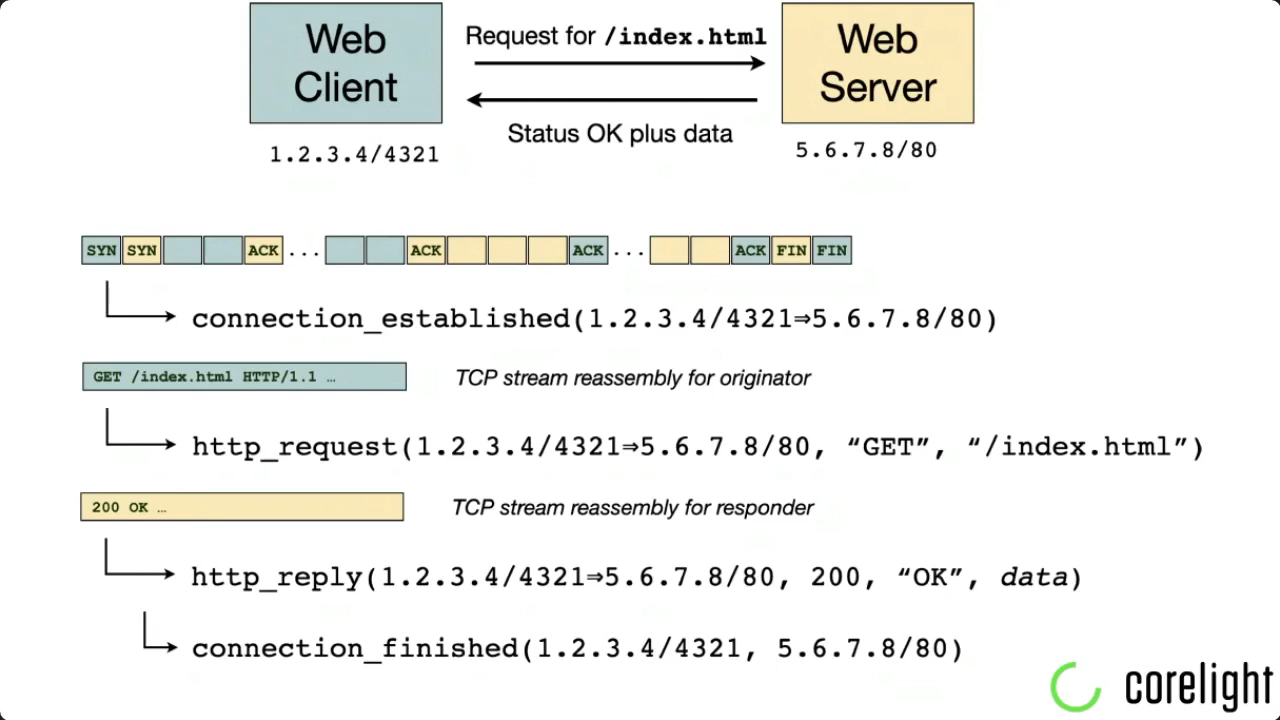 Web
Client
Request for /index.html
Web
Server
Status OK plus data
1.2.3.4/4321
5.6.7.8/80
SYN SYN ACK ... ACK ACK ... ACK FIN FIN
connection_established(1.2.3.4/4321⇒5.6.7.8/80)
GET /index.html HTTP/1.1 …
TCP stream reassembly for originator
http_request(1.2.3.4/4321⇒5.6.7.8/80, “GET”, “/index.html”)
200 OK …
TCP stream reassembly for responder
http_reply(1.2.3.4/4321⇒5.6.7.8/80, 200, “OK”, data)
connection_finished(1.2.3.4/4321, 5.6.7.8/80)
corelight